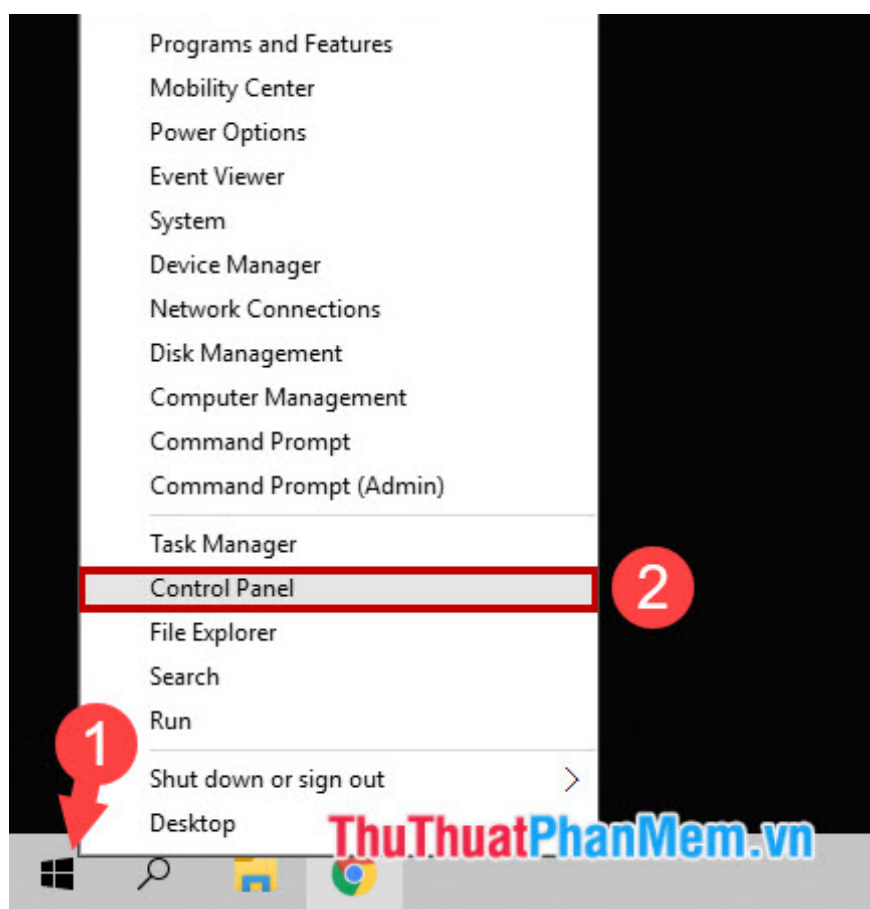 Programs and Features
Mobility Center
Power Options
Event Viewer
System
Device Manager
Network Connections
Disk Management
Computer Management
Command Prompt
Command Prompt (Admin)
Task Manager
Control Panel
2
File Explorer
Search
Run
1
Shut down or sign out
Desktop
ThuThuatPhanMem.vn